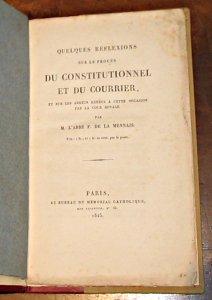 QUELQUES RÉFLEXIONS
SUR LE PROCÈS
DU CONSTITUTIONNEL
ET DU COURRIER,
ET SUR LES ARRÊTS RENDUS A CETTE OCCASION
PAR LA COUR ROYALE.
PAR
M. L'ABBÉ F. DE LA MENNAIS.
PARIS,
AU BUREAU DU MÉMORIAL CATHOLIQUE,